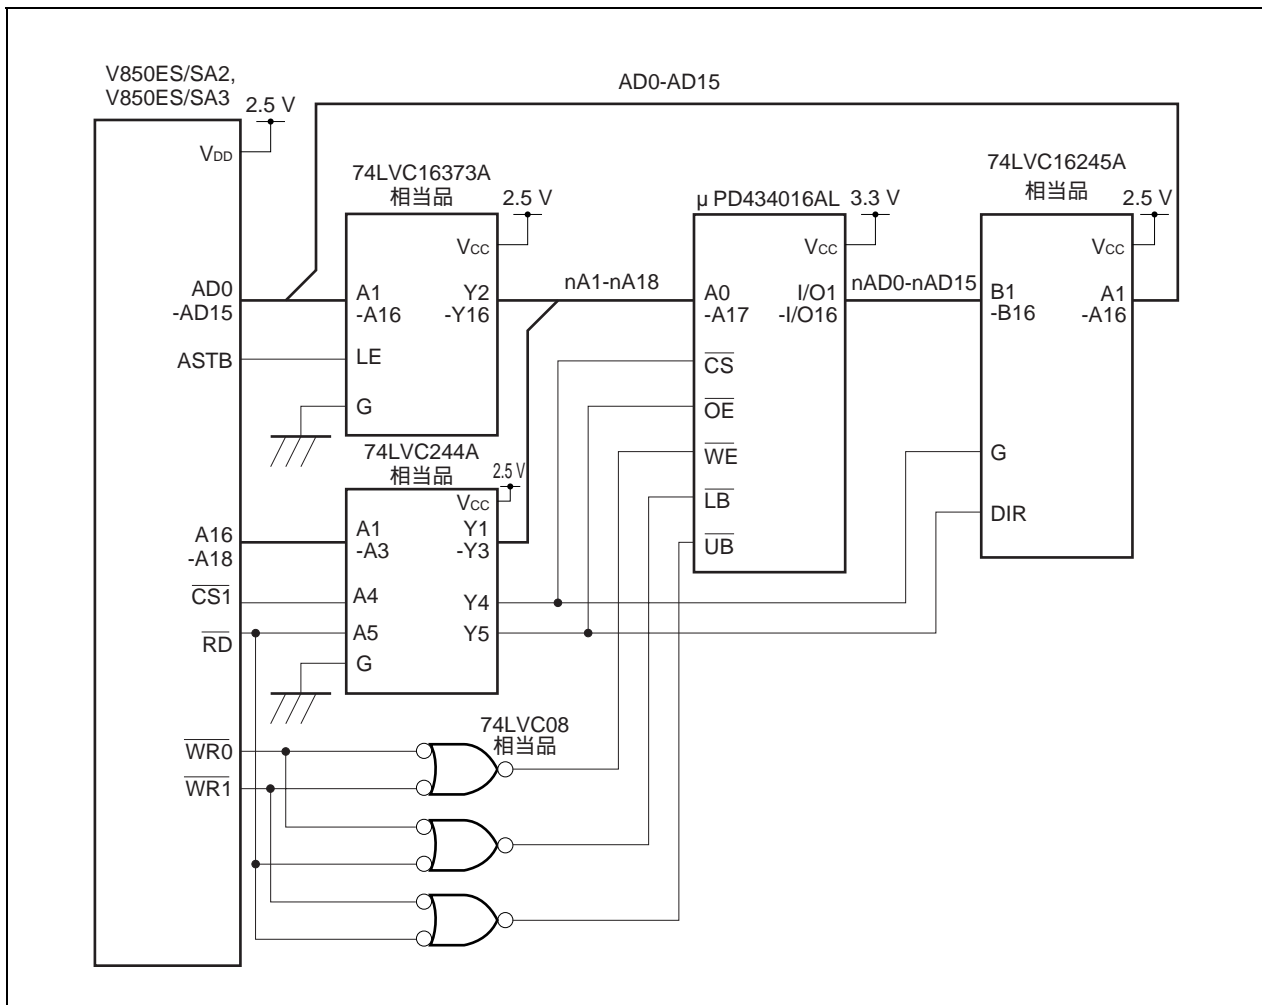 V850ES/SA2,
V850ES/SA3
2.5 V
VDD
AD0
-AD15
ASTB
A16
-A18
CS1
RD
WR0
WR1
AD0-AD15
74LVC16373A
相当品
2.5 V
VCC
A1
-A16
Y2
-Y16
LE
G
74LVC244A
相当品
2.5 V
VCC
A1
-A3
Y1
-Y3
A4
Y4
A5
Y5
G
74LVC08
相当品
nA1-nA18
μ PD434016AL
3.3 V
VCC
A0
-A17
I/O1
-I/O16
CS
OE
WE
LB
UB
nAD0-nAD15
74LVC16245A
相当品
2.5 V
VCC
B1
-B16
A1
-A16
G
DIR